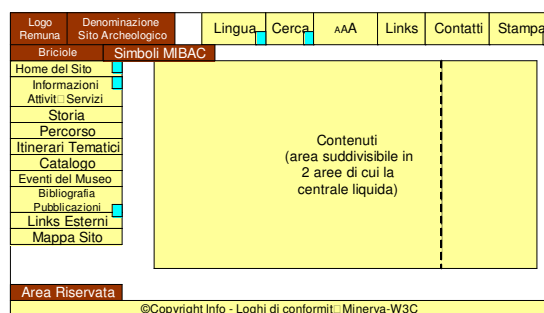 Logo
Remuna
Denominazione
Sito Archeologico
Lingua
Cerca
AAA
Links
Contatti
Stampa
Briciole
Simboli MIBAC
Home del Sito
Informazioni
Attivit□Servizi
Storia
Percorso
Itinerari Tematici
Catalogo
Eventi del Museo
Bibliografia
Pubblicazioni
Links Esterni
Mappa Sito
Contenuti
(area suddivisibile in
2 aree di cui la
centrale liquida)
Area Riservata
©Copyright Info - Loghi di conformit□Minerva-W3C